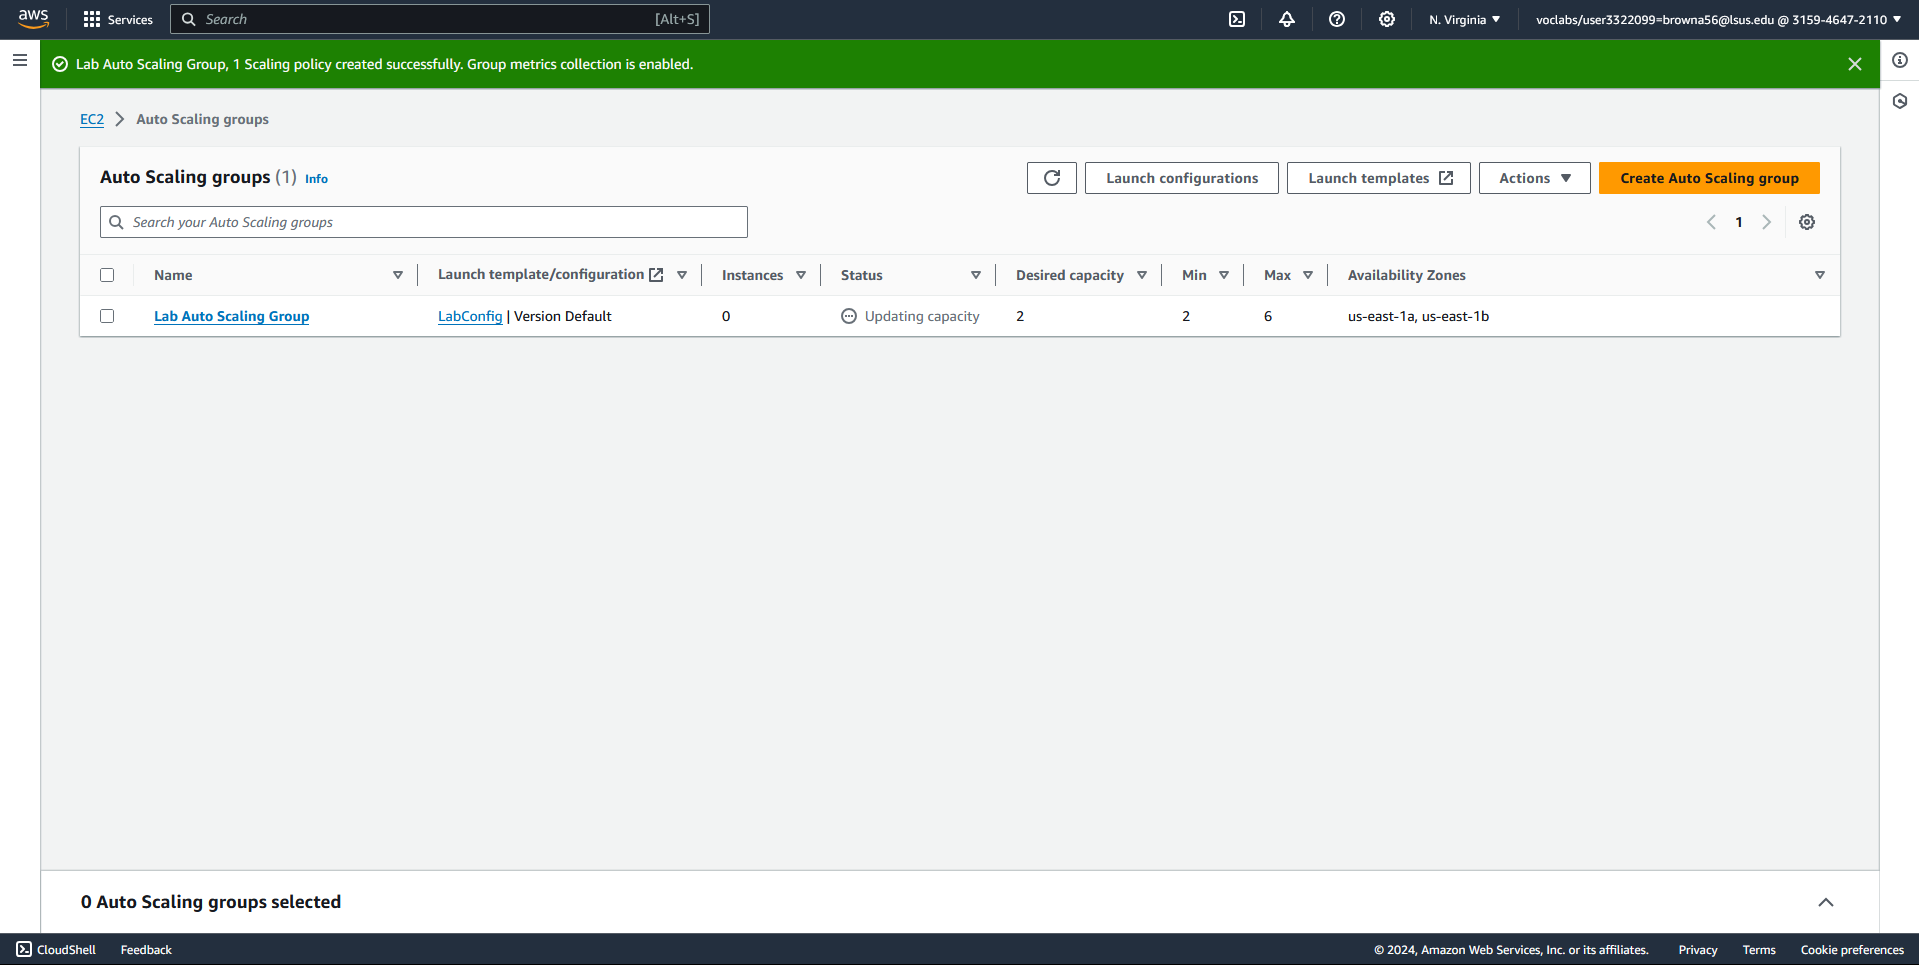 aws
Services
Search
[Alt+S]
N. Virginia
voclabs/user3322099=browna56@lsus.edu @ 3159-4647-2110
Lab Auto Scaling Group, 1 Scaling policy created successfully. Group metrics collection is enabled.
EC2
Auto Scaling groups
Auto Scaling groups (1) Info
Launch configurations
Launch templates
Actions
Create Auto Scaling group
Search your Auto Scaling groups
1
Name
Launch template/configuration
Instances
Status
Desired capacity
Min
Max
Availability Zones
Lab Auto Scaling Group
LabConfig | Version Default
0
Updating capacity
2
2
6
us-east-1a, us-east-1b
0 Auto Scaling groups selected
CloudShell
Feedback
© 2024, Amazon Web Services, Inc. or its affiliates.
Privacy
Terms
Cookie preferences